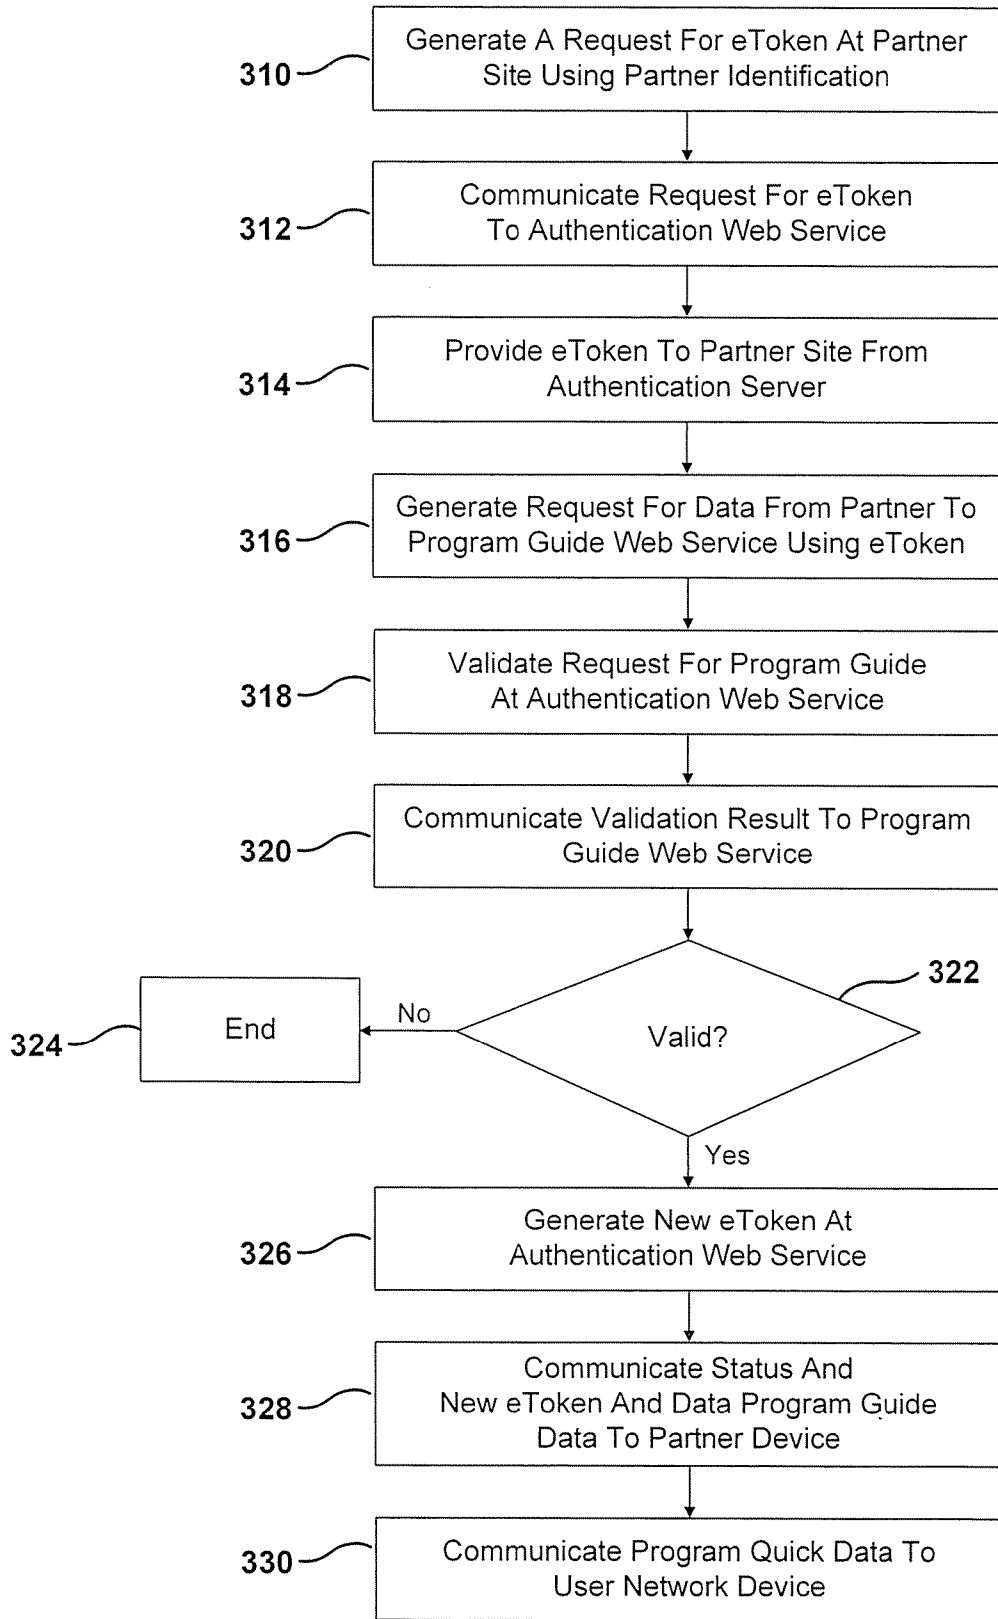 Generate A Request For eToken At Partner
Site Using Partner Identification
310
Communicate Request For eToken
To Authentication Web Service
312
Provide eToken To Partner Site From
Authentication Server
314
Generate Request For Data From Partner To
Program Guide Web Service Using eToken
316
Validate Request For Program Guide
At Authentication Web Service
318
Communicate Validation Result To Program
Guide Web Service
320
322
Valid?
No
End
324
Yes
Generate New eToken At
Authentication Web Service
326
Communicate Status And
New eToken And Data Program Guide
Data To Partner Device
328
Communicate Program Quick Data To
User Network Device
330